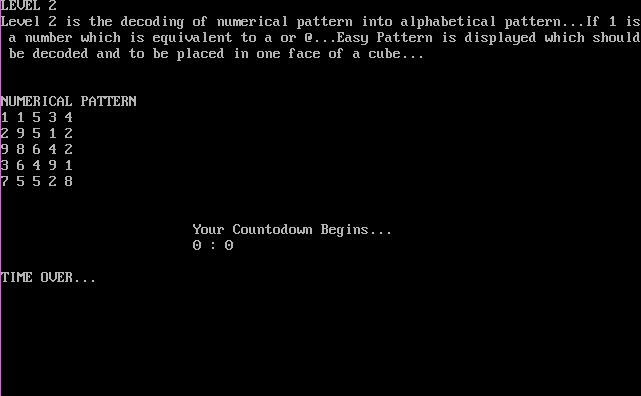 LEVEL 2
Level 2 is the decoding of numerical pattern into alphabetical pattern...If 1 is
a number which is equivalent to a or @...Easy Pattern is displayed which should
be decoded and to be placed in one face of a cube...
NUMERICAL PATTERN
1 1 5 3 4
2 9 5 1 2
9 8 6 4 2
3 6 4 9 1
7 5 5 2 8
Your Countodown Begins...
0 : 0
TIME OVER...